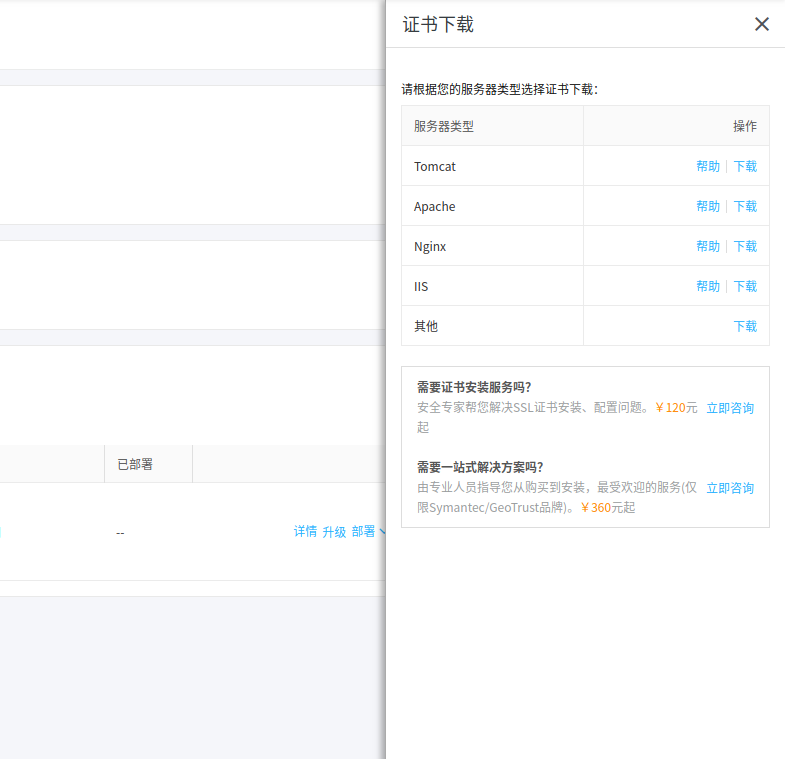 证书下载
请根据您的服务器类型选择证书下载：
服务器类型 操作
Tomcat 帮助 下载
Apache 帮助 下载
Nginx 帮助 下载
IIS 帮助 下载
其他 下载
需要证书安装服务吗？
安全专家帮您解决SSL证书安装、配置问题。￥120元 立即咨询
起
需要一站式解决方案吗？
由专业人员指导您从购买到安装，最受欢迎的服务(仅 立即咨询
限Symantec/GeoTrust品牌)。￥360元起
已部署
-- 详情 升级 部署